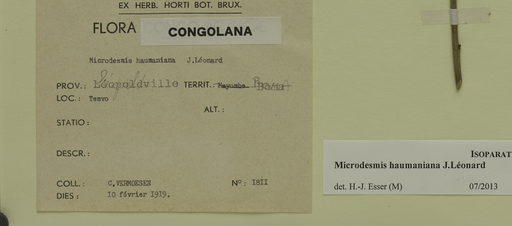 EX HERB. HORTI BOT. BRUX.
FLORA CONGOLANA
Microdesmis haumaniana J.Léonard
PROV.: Léopoldville TERRIT.: Mayumbe
LOC.: Temvo
ALT.:
STATIO:
DESCR.:
COLL.: C.VERMOESEN N°: 1811
DIES: 10 février 1919.
ISOPARAT
Microdesmis haumaniana J.Léonard
det. H.-J. Esser (M) 07/2013